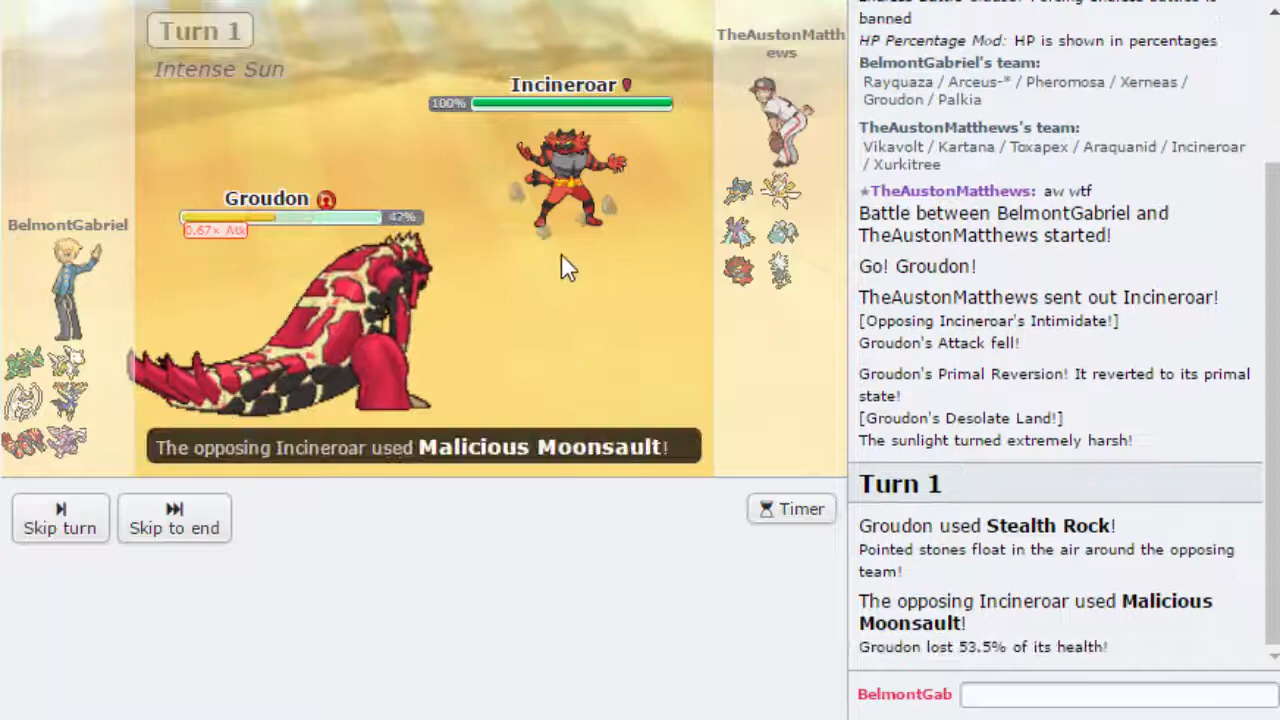 Turn 1
Intense Sun
Incineroar
100%
Groudon
47%
0.67× Atk
BelmontGabriel
TheAustonMatth
ews
The opposing Incineroar used Malicious Moonsault!
Skip turn
Skip to end
Timer
banned
HP Percentage Mod: HP is shown in percentages
BelmontGabriel's team:
Rayquaza / Arceus-* / Pheromosa / Xerneas /
Groudon / Palkia
TheAustonMatthews's team:
Vikavolt / Kartana / Toxapex / Araquanid / Incineroar
/ Xurkitree
★TheAustonMatthews: aw wtf
Battle between BelmontGabriel and
TheAustonMatthews started!
Go! Groudon!
TheAustonMatthews sent out Incineroar!
[Opposing Incineroar's Intimidate!]
Groudon's Attack fell!
Groudon's Primal Reversion! It reverted to its primal
state!
[Groudon's Desolate Land!]
The sunlight turned extremely harsh!
Turn 1
Groudon used Stealth Rock!
Pointed stones float in the air around the opposing
team!
The opposing Incineroar used Malicious
Moonsault!
Groudon lost 53.5% of its health!
BelmontGab